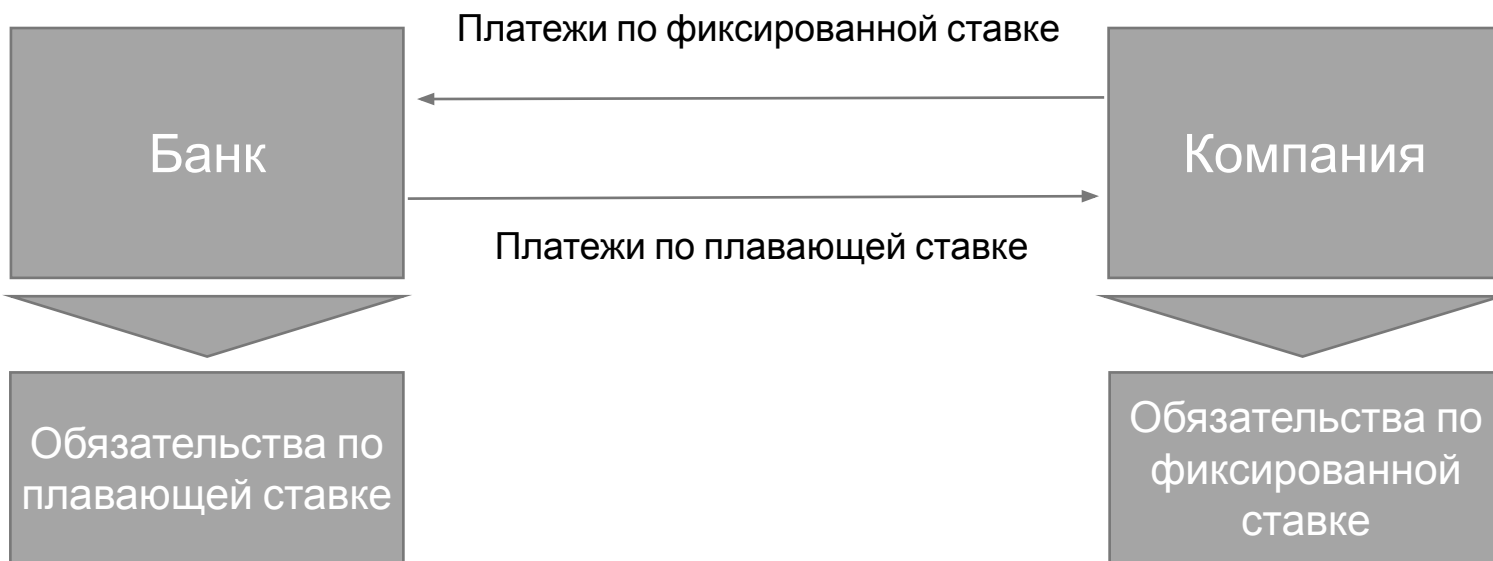 Платежи по фиксированной ставке
Банк
Компания
Платежи по плавающей ставке
Обязательства по
плавающей ставке
Обязательства по
фиксированной
ставке